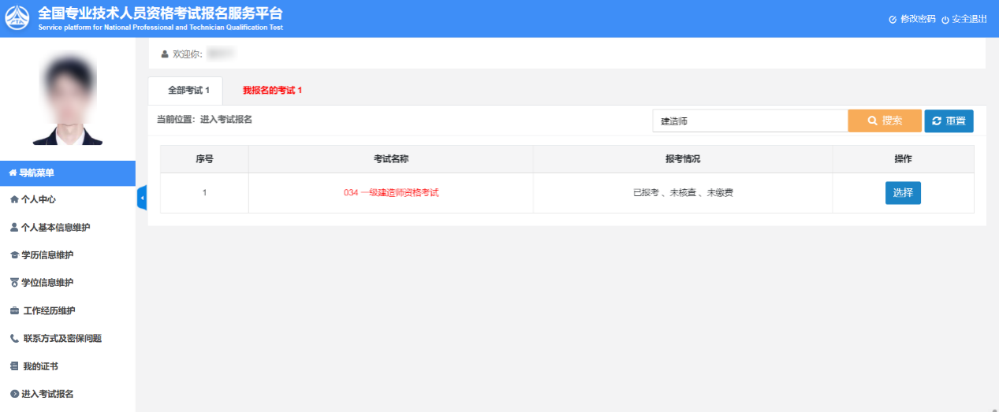 全国专业技术人员资格考试报名服务平台
Service platform for National Professional and Technician Qualification Test
修改密码 安全退出
欢迎你:
全部考试 1 我报名的考试 1
当前位置: 进入考试报名 建造师 搜索 重置
序号 考试名称 报考情况 操作
1 034 一级建造师资格考试 已报考 、未核查 、未缴费 选择
导航菜单
个人中心
个人基本信息维护
学历信息维护
学位信息维护
工作经历维护
联系方式及密保问题
我的证书
进入考试报名